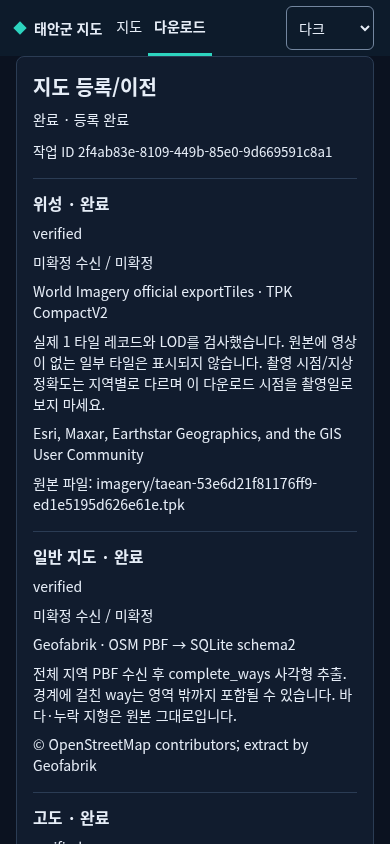 ◆ 태안군 지도 지도 다운로드 다크
지도 등록/이전
완료 · 등록 완료
작업 ID 2f4ab83e-8109-449b-85e0-9d669591c8a1
위성 · 완료
verified
미확정 수신 / 미확정
World Imagery official exportTiles · TPK
CompactV2
실제 1 타일 레코드와 LOD를 검사했습니다. 원본에 영상
이 없는 일부 타일은 표시되지 않습니다. 촬영 시점/지상
정확도는 지역별로 다르며 이 다운로드 시점을 촬영일로
보지 마세요.
Esri, Maxar, Earthstar Geographics, and the GIS
User Community
원본 파일: imagery/taean-53e6d21f81176ff9-
ed1e5195d626e61e.tpk
일반 지도 · 완료
verified
미확정 수신 / 미확정
Geofabrik · OSM PBF → SQLite schema2
전체 지역 PBF 수신 후 complete_ways 사각형 추출.
경계에 걸친 way는 영역 밖까지 포함될 수 있습니다. 바
다·누락 지형은 원본 그대로입니다.
© OpenStreetMap contributors; extract by
Geofabrik
고도 · 완료